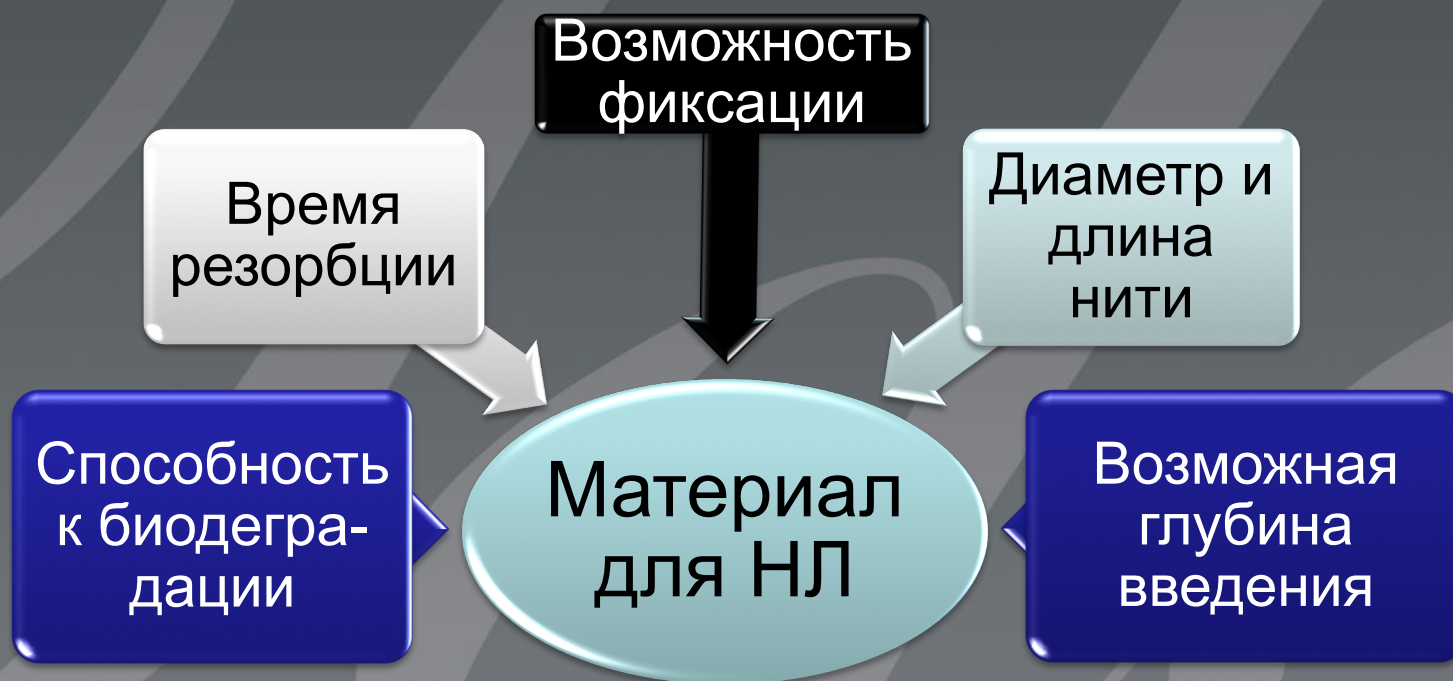 Возможность
фиксации
Время
резорбции
Диаметр и
длина
нити
Способность
к биодегра-
дации
Материал
для НЛ
Возможная
глубина
введения